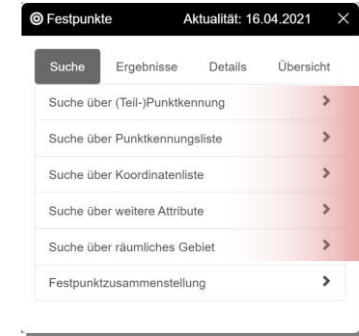 Festpunkte Aktualität: 16.04.2021
Suche Ergebnisse Details Übersicht
Suche über (Teil-)Punktkennung
Suche über Punktkennungsliste
Suche über Koordinatenliste
Suche über weitere Attribute
Suche über räumliches Gebiet
Festpunktzusammenstellung